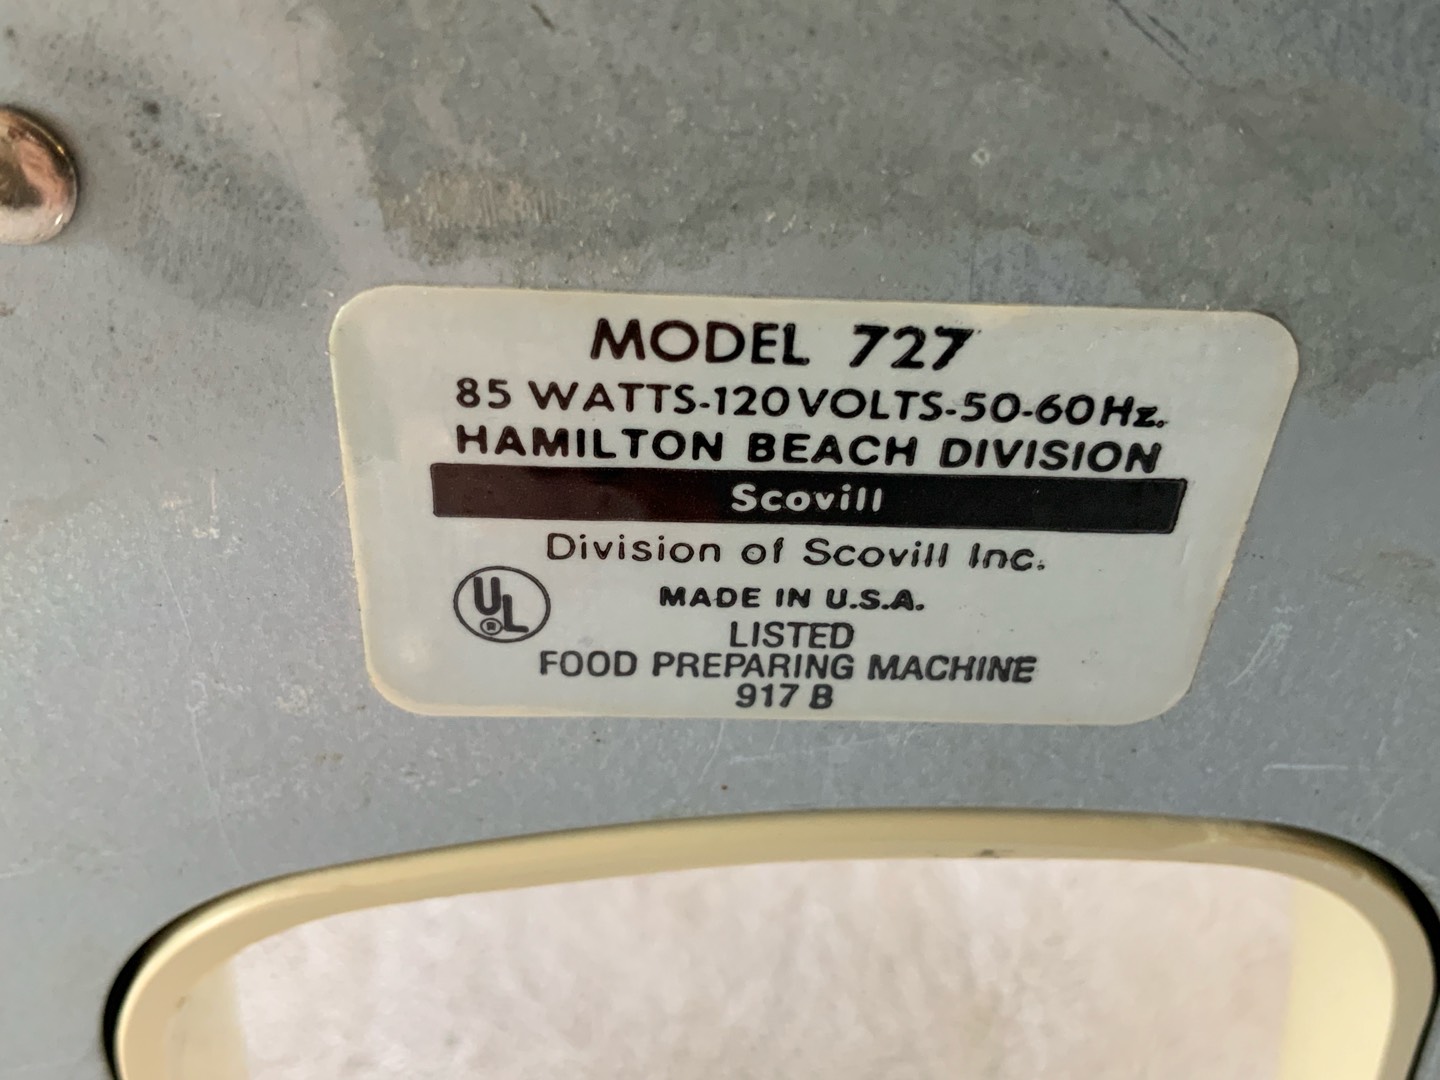 MODEL 727
85 WATTS-120 VOLTS-50-60 Hz.
HAMILTON BEACH DIVISION
Scovill
Division of Scovill Inc.
UL ®
MADE IN U.S.A.
LISTED
FOOD PREPARING MACHINE
917 B